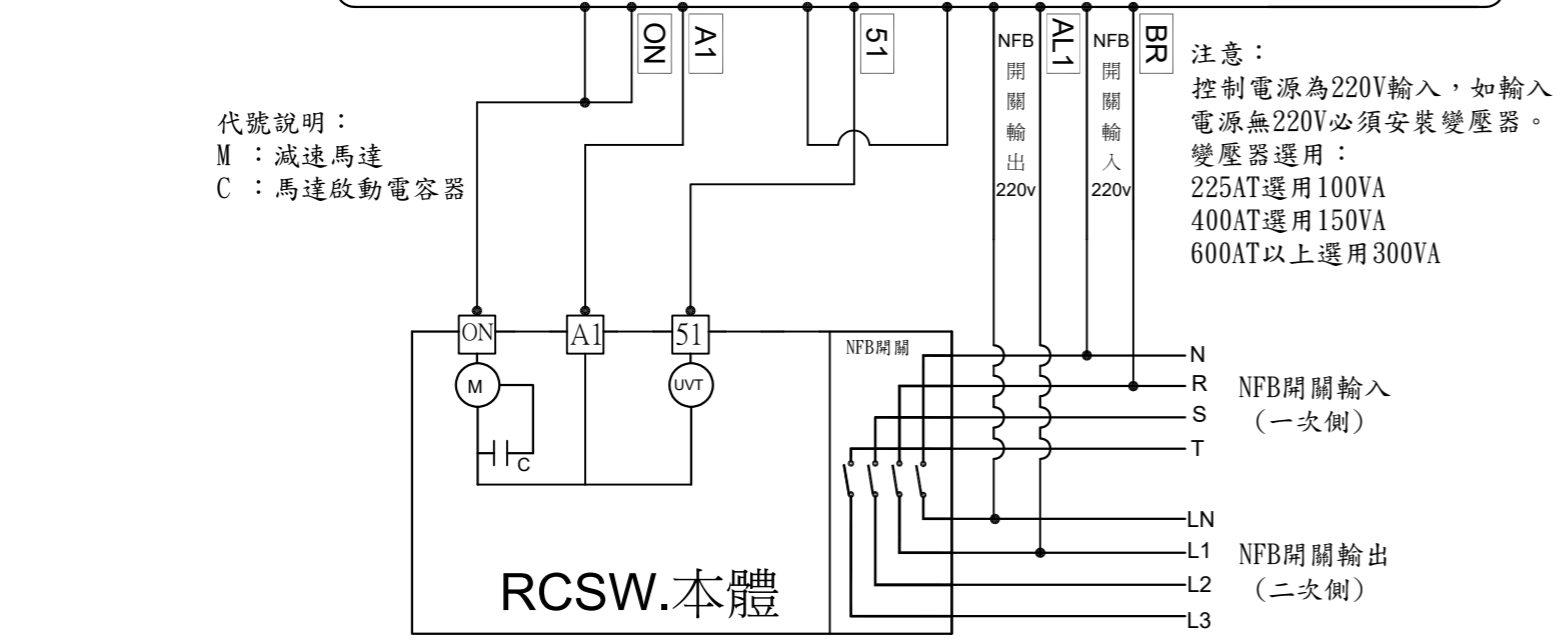 ON
A1
51
NFB
開
關
輸
出
220v
AL1
NFB
開
關
輸
入
220v
BR
注意：
控制電源為220V輸入，如輸入
電源無220V必須安裝變壓器。
變壓器選用：
225AT選用100VA
400AT選用150VA
600AT以上選用300VA
代號說明：
M ：減速馬達
C ：馬達啟動電容器
ON
A1
51
NFB開關
M
UVT
C
N
R
S
T
NFB開關輸入
(一次側)
LN
L1
L2
L3
NFB開關輸出
(二次側)
RCSW.本體